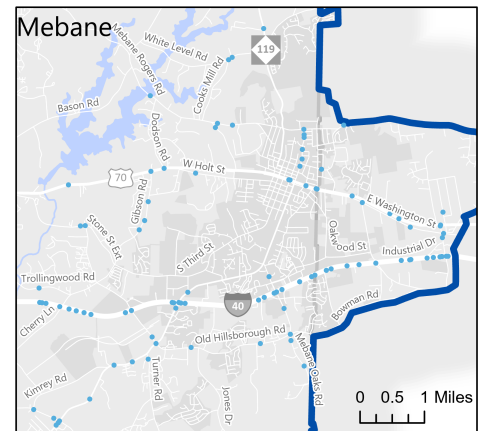 Mebane
119
White Level Rd
Mebane Rogers Rd
Cooks Mill Rd
Bason Rd
Dodson Rd
70
W Holt St
Gibson Rd
E Washington St
Stone St Ext
Oakwood St
Industrial Dr
S Third St
Trollingwood Rd
40
Bowman Rd
Cherry Ln
Old Hillsborough Rd
Mebane Oaks Rd
Turner Rd
Kimrey Rd
Jones Dr
0 0.5 1 Miles